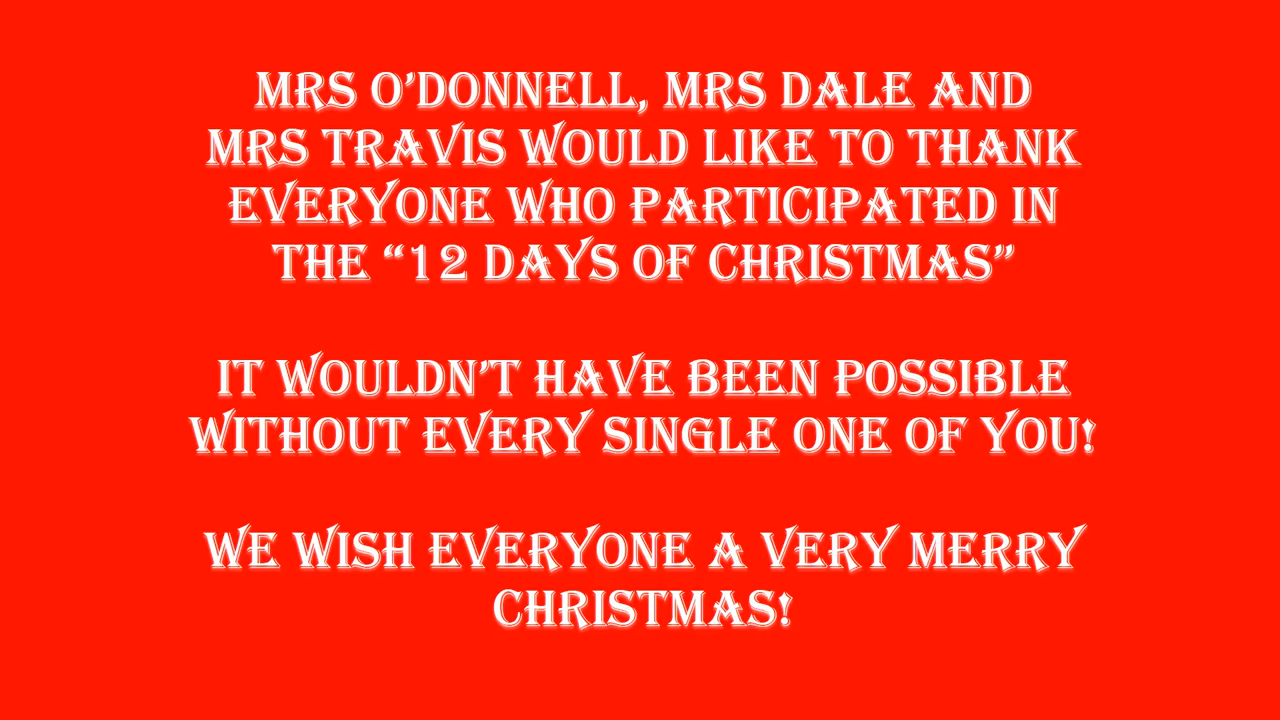 MRS O’DONNELL, MRS DALE AND
MRS TRAVIS WOULD LIKE TO THANK
EVERYONE WHO PARTICIPATED IN
THE “12 DAYS OF CHRISTMAS”
IT WOULDN’T HAVE BEEN POSSIBLE
WITHOUT EVERY SINGLE ONE OF YOU!
WE WISH EVERYONE A VERY MERRY
CHRISTMAS!